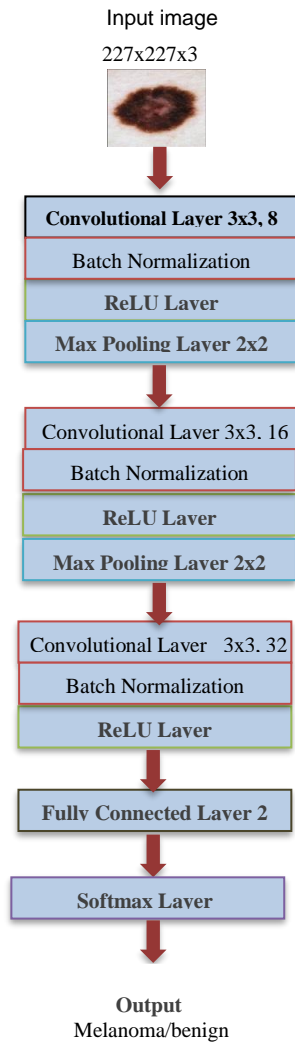 Input image
227x227x3
Convolutional Layer 3x3, 8
Batch Normalization
ReLU Layer
Max Pooling Layer 2x2
Convolutional Layer 3x3, 16
Batch Normalization
ReLU Layer
Max Pooling Layer 2x2
Convolutional Layer 3x3, 32
Batch Normalization
ReLU Layer
Fully Connected Layer 2
Softmax Layer
Output
Melanoma/benign